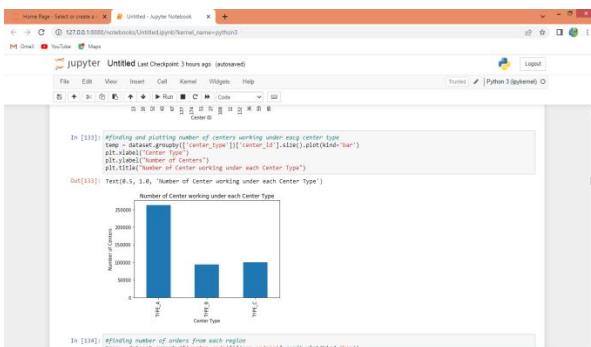 Home Page - Select or create a
Untitled - Jupyter Notebook
127.0.0.1:8888/notebooks/Untitled.ipynb?kernel_name=python3
Gmail YouTube Maps
jupyter Untitled Last Checkpoint: 3 hours ago (autosaved)
Logout
File Edit View Insert Cell Kernel Widgets Help
Trusted Python 3 (ipykernel)
Run Code
Center ID
In [133]: #finding and plotting number of centers working under eacg center type
temp = dataset.groupby(['center_type'])['center_id'].size().plot(kind='bar')
plt.xlabel("Center Type")
plt.ylabel("Number of Centers")
plt.title("Number of Center working under each Center Type")
Out[133]: Text(0.5, 1.0, 'Number of Center working under each Center Type')
Number of Center working under each Center Type
250000
200000
150000
100000
50000
0
Number of Centers
TYPE_A
TYPE_B
TYPE_C
Center Type
In [134]: #finding number of orders from each region